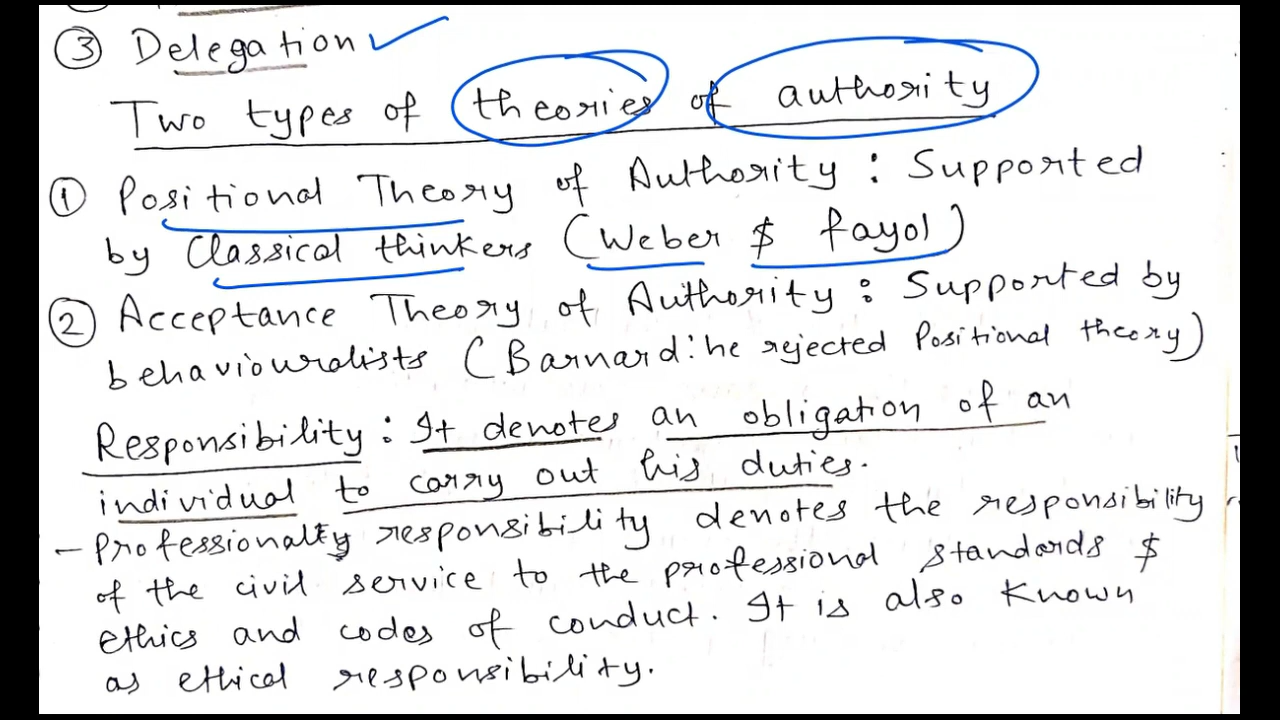 ③ Delegation
Two types of theories of authority
① Positional Theory of Authority : Supported
by Classical thinkers (Weber $ fayol)
② Acceptance Theory of Authority : Supported by
behaviouralists (Barnard : he rejected Positional theory)
Responsibility : It denotes an obligation of an
individual to carry out his duties.
- Professionalty responsibility denotes the responsibility
of the civil service to the professional standards $
ethics and codes of conduct. It is also known
as ethical responsibility.